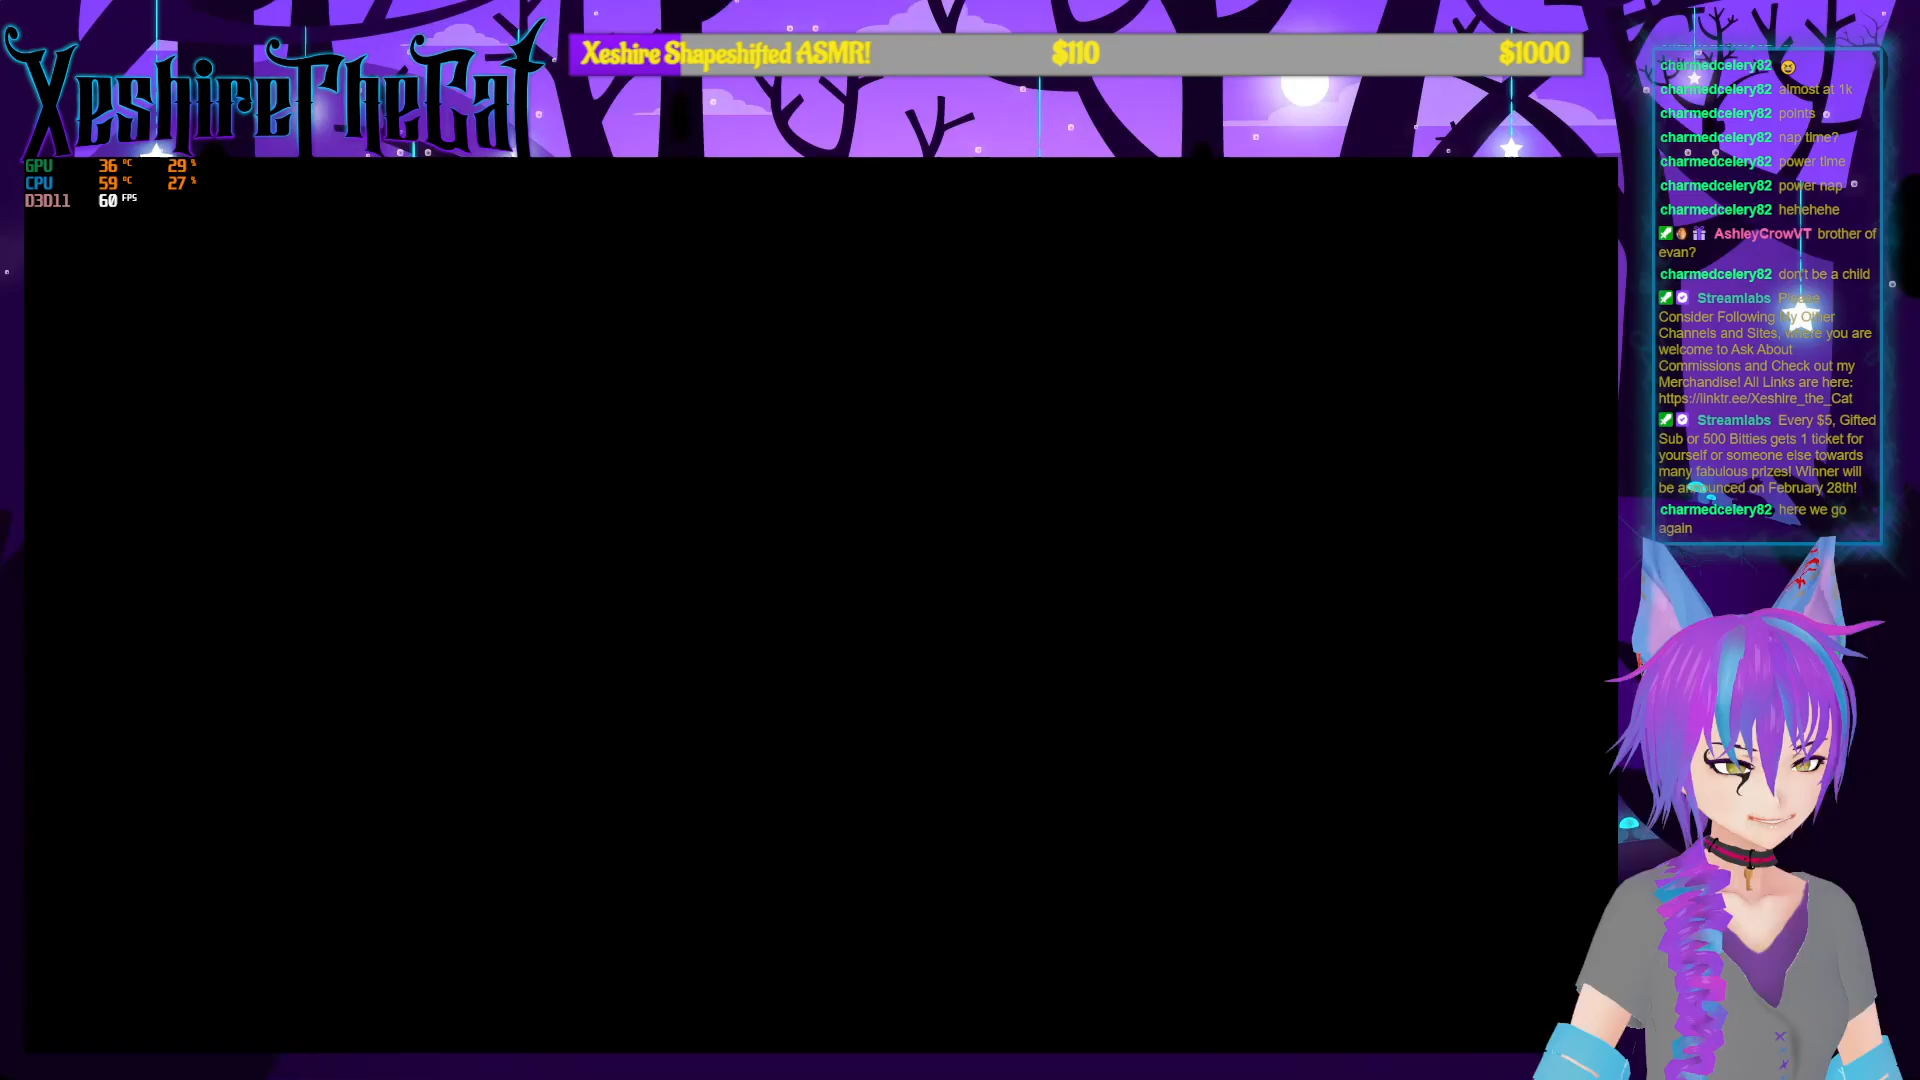 XeshireTheCat
Xeshire Shapeshifted ASMR! $110 $1000
GPU 36 °C 29 %
CPU 59 °C 27 %
D3D11 60 FPS
charmedcelery82
charmedcelery82 almost at 1k
charmedcelery82 points
charmedcelery82 nap time?
charmedcelery82 power time
charmedcelery82 power nap
charmedcelery82 hehehehe
AshleyCrowVT brother of
evan?
charmedcelery82 don't be a child
Streamlabs Please
Consider Following My Other
Channels and Sites, where you are
welcome to Ask About
Commissions and Check out my
Merchandise! All Links are here:
https://linktr.ee/Xeshire_the_Cat
Streamlabs Every $5, Gifted
Sub or 500 Bitties gets 1 ticket for
yourself or someone else towards
many fabulous prizes! Winner will
be announced on February 28th!
charmedcelery82 here we go
again